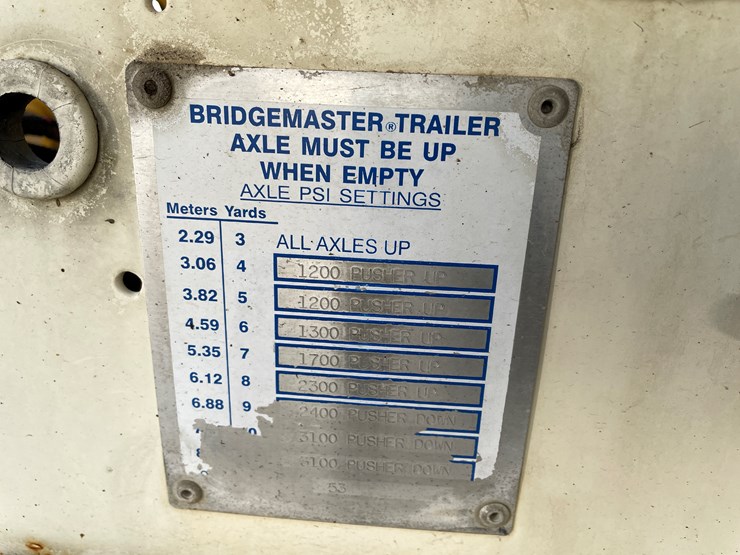 BRIDGEMASTER® TRAILER
AXLE MUST BE UP
WHEN EMPTY
AXLE PSI SETTINGS
Meters Yards
2.29 3 ALL AXLES UP
3.06 4 1200 PUSHER UP
3.82 5 1200 PUSHER UP
4.59 6 1300 PUSHER UP
5.35 7 1700 PUSHER UP
6.12 8 2300 PUSHER UP
6.88 9 2400 PUSHER DOWN
3100 PUSHER DOWN
3100 PUSHER DOWN
53